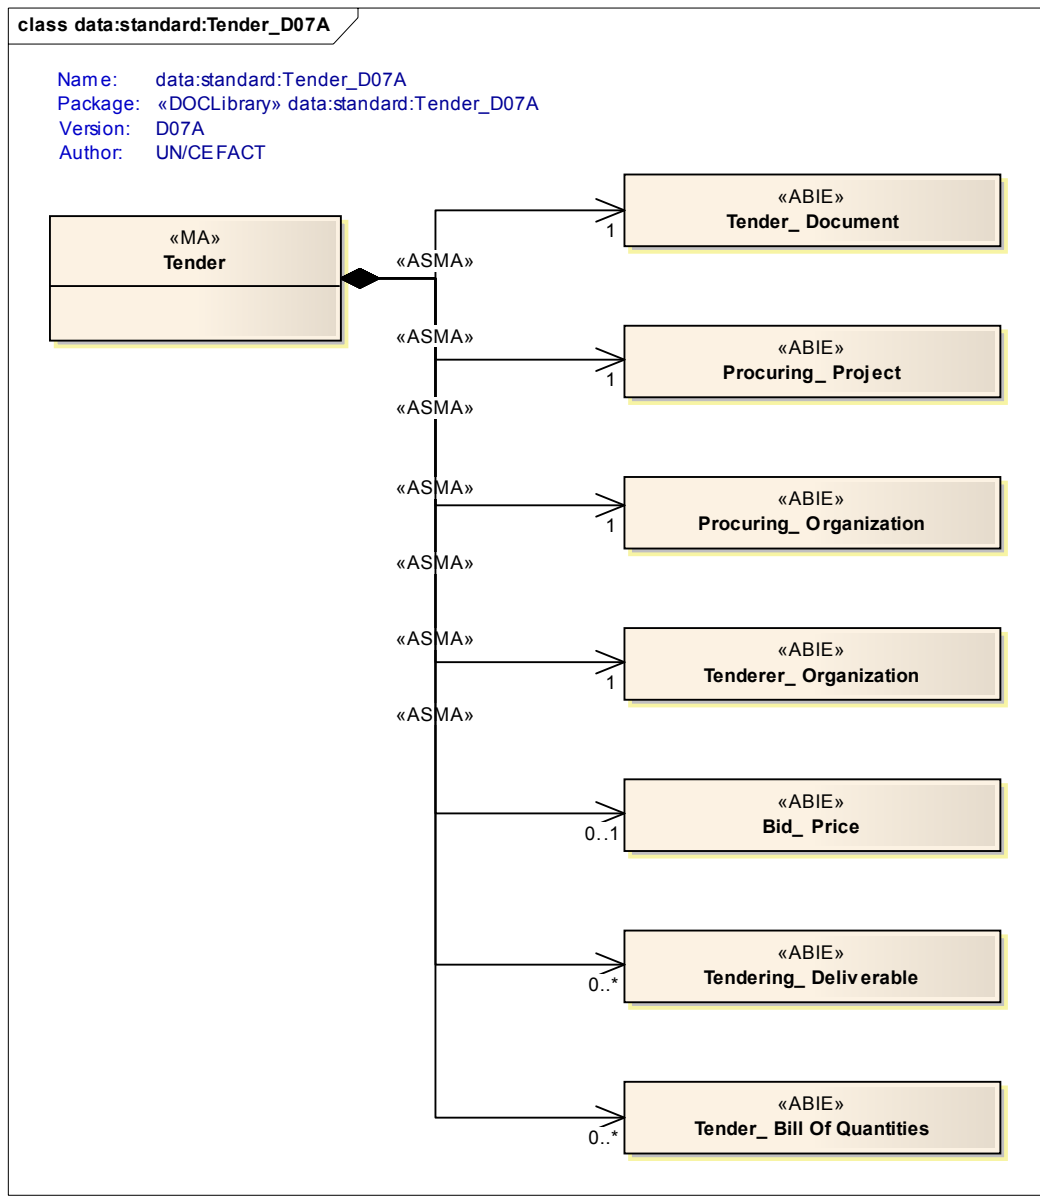 class data:standard:Tender_D07A
Name: data:standard:Tender_D07A
Package: «DOCLibrary» data:standard:Tender_D07A
Version: D07A
Author: UN/CEFACT
«MA»
Tender
«ABIE»
Tender_ Document
1
«ASMA»
«ABIE»
Procuring_ Project
1
«ASMA»
«ASMA»
«ABIE»
Procuring_ Organization
1
«ASMA»
«ASMA»
«ABIE»
Tenderer_ Organization
1
«ASMA»
«ASMA»
«ABIE»
Bid_ Price
0..1
«ABIE»
Tendering_ Deliverable
0..*
«ABIE»
Tender_ Bill Of Quantities
0..*